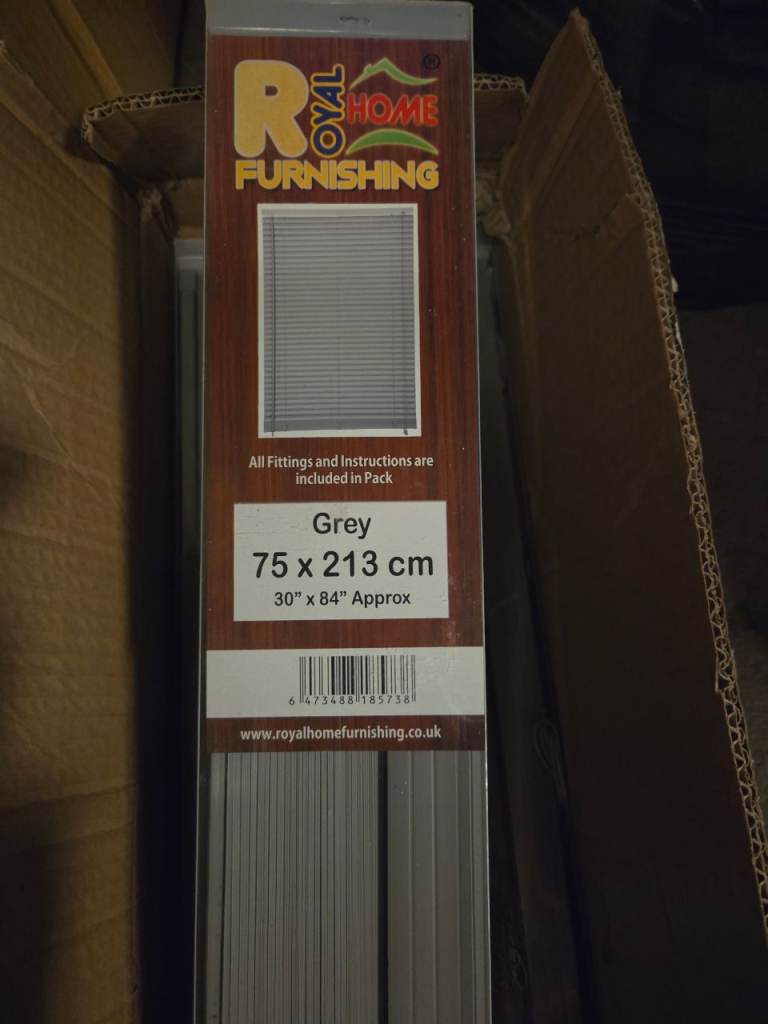 ROYAL HOME ®
FURNISHING
All Fittings and Instructions are
included in Pack
Grey
75 x 213 cm
30” x 84” Approx
6 473488 185738
www.royalhomefurnishing.co.uk